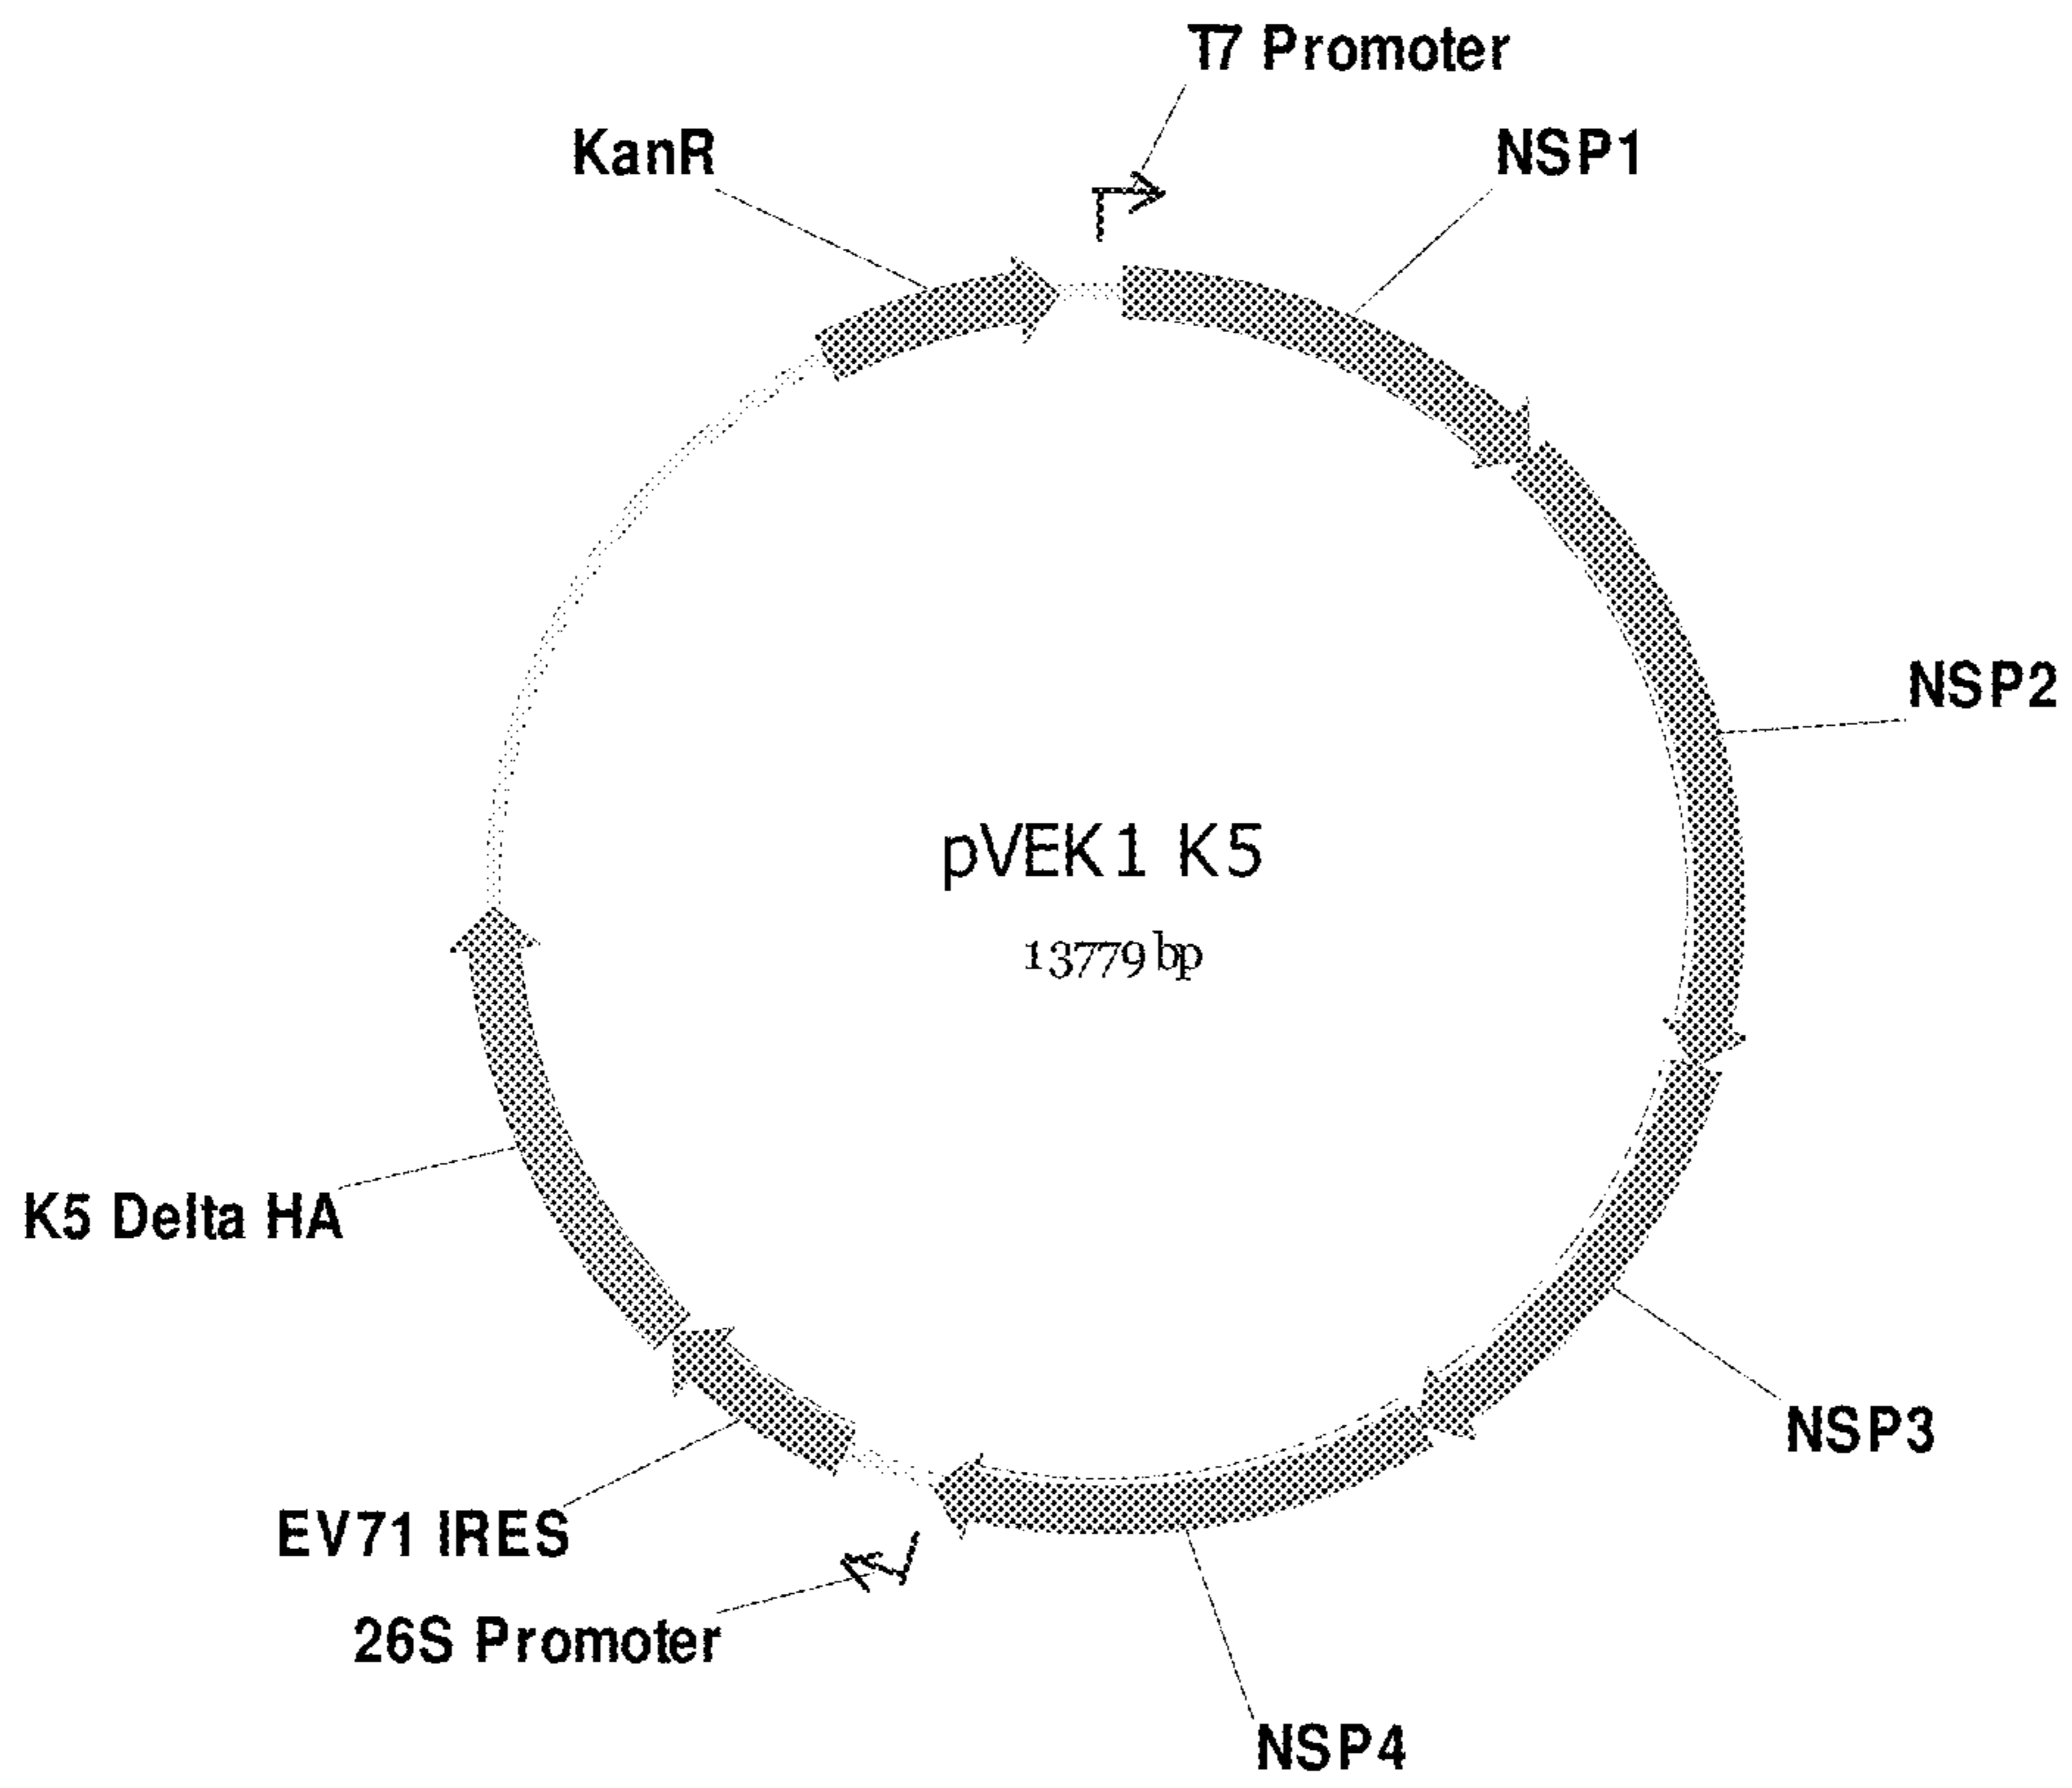 T7 Promoter
KanR
NSP1
NSP2
pVEK1 K5
13779 bp
K5 Delta HA
NSP3
EV71 IRES
26S Promoter
NSP4